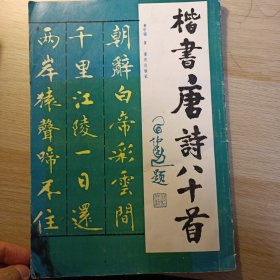 楷書唐詩八十首
題
朝辭白帝彩雲間
千里江陵一日還
兩岸猿聲啼不住